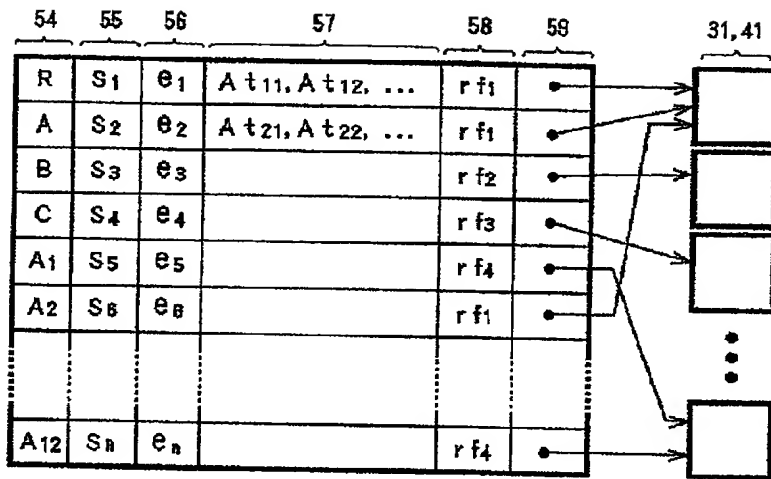 54 55 56 57 58 59 31,41
R S1 e1 At11, At12, ... rf1
A S2 e2 At21, At22, ... rf1
B S3 e3 rf2
C S4 e4 rf3
A1 S5 e5 rf4
A2 S6 e6 rf1
A12 Sn en rf4